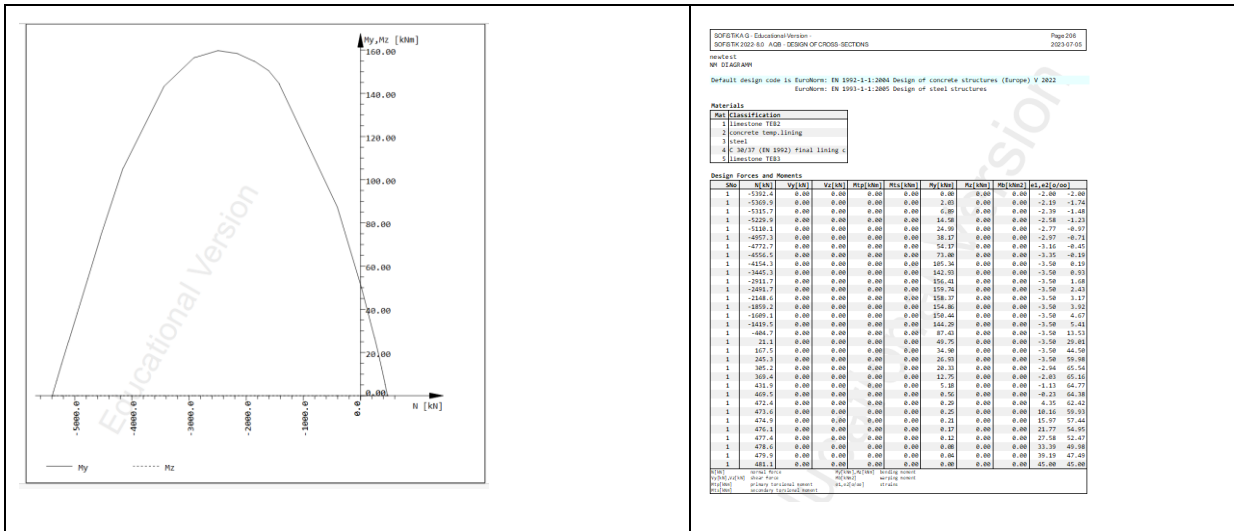 My,Mz [kNm]
160.00
140.00
120.00
100.00
80.00
60.00
40.00
20.00
0.00
-5000.0
-4000.0
-3000.0
-2000.0
-1000.0
0.0
N [kN]
My
Mz
Educational Version
SOFiSTiK AG - Educational-Version -
Page 206
SOFiSTiK 2022-8.0 AQB - DESIGN OF CROSS-SECTIONS
2023-07-05
newtest
NM DIAGRAMM
Default design code is EuroNorm: EN 1992-1-1:2004 Design of concrete structures (Europe) V 2022
EuroNorm: EN 1993-1-1:2005 Design of steel structures
Materials
Mat Classification
1 limestone TEB2
2 concrete temp.lining
3 steel
4 C 30/37 (EN 1992) final lining c
5 limestone TEB3
Design Forces and Moments
SNo N[kN] Vy[kN] Vz[kN] Mtp[kNm] Mts[kNm] My[kNm] Mz[kNm] Mb[kNm2] e1,e2[o/oo]
1 -5392.4 0.00 0.00 0.00 0.00 0.00 0.00 0.00 -2.00 -2.00
1 -5369.9 0.00 0.00 0.00 0.00 2.03 0.00 0.00 -2.19 -1.74
1 -5315.7 0.00 0.00 0.00 0.00 6.89 0.00 0.00 -2.39 -1.48
1 -5229.9 0.00 0.00 0.00 0.00 14.58 0.00 0.00 -2.58 -1.23
1 -5110.1 0.00 0.00 0.00 0.00 24.99 0.00 0.00 -2.77 -0.97
1 -4957.3 0.00 0.00 0.00 0.00 38.17 0.00 0.00 -2.97 -0.71
1 -4772.7 0.00 0.00 0.00 0.00 54.17 0.00 0.00 -3.16 -0.45
1 -4556.5 0.00 0.00 0.00 0.00 73.00 0.00 0.00 -3.35 -0.19
1 -4154.3 0.00 0.00 0.00 0.00 105.34 0.00 0.00 -3.50 0.19
1 -3445.3 0.00 0.00 0.00 0.00 142.93 0.00 0.00 -3.50 0.93
1 -2911.7 0.00 0.00 0.00 0.00 156.41 0.00 0.00 -3.50 1.68
1 -2491.7 0.00 0.00 0.00 0.00 159.74 0.00 0.00 -3.50 2.43
1 -2148.6 0.00 0.00 0.00 0.00 158.37 0.00 0.00 -3.50 3.17
1 -1859.2 0.00 0.00 0.00 0.00 154.86 0.00 0.00 -3.50 3.92
1 -1609.1 0.00 0.00 0.00 0.00 150.44 0.00 0.00 -3.50 4.67
1 -1419.5 0.00 0.00 0.00 0.00 144.29 0.00 0.00 -3.50 5.41
1 -404.7 0.00 0.00 0.00 0.00 87.43 0.00 0.00 -3.50 13.53
1 21.1 0.00 0.00 0.00 0.00 49.75 0.00 0.00 -3.50 29.01
1 167.5 0.00 0.00 0.00 0.00 34.90 0.00 0.00 -3.50 44.50
1 245.3 0.00 0.00 0.00 0.00 26.93 0.00 0.00 -3.50 59.98
1 305.2 0.00 0.00 0.00 0.00 20.33 0.00 0.00 -2.94 65.54
1 369.4 0.00 0.00 0.00 0.00 12.75 0.00 0.00 -2.03 65.16
1 431.9 0.00 0.00 0.00 0.00 5.18 0.00 0.00 -1.13 64.77
1 469.5 0.00 0.00 0.00 0.00 0.56 0.00 0.00 -0.23 64.38
1 472.4 0.00 0.00 0.00 0.00 0.29 0.00 0.00 4.35 62.42
1 473.6 0.00 0.00 0.00 0.00 0.25 0.00 0.00 10.16 59.93
1 474.9 0.00 0.00 0.00 0.00 0.21 0.00 0.00 15.97 57.44
1 476.1 0.00 0.00 0.00 0.00 0.17 0.00 0.00 21.77 54.95
1 477.4 0.00 0.00 0.00 0.00 0.12 0.00 0.00 27.58 52.47
1 478.6 0.00 0.00 0.00 0.00 0.08 0.00 0.00 33.39 49.98
1 479.9 0.00 0.00 0.00 0.00 0.04 0.00 0.00 39.19 47.49
1 481.1 0.00 0.00 0.00 0.00 0.00 0.00 0.00 45.00 45.00
N[kN] normal force My[kNm],Mz[kNm] bending moment
Vy[kN],Vz[kN] shear force Mb[kNm2] warping moment
Mtp[kNm] primary torsional moment e1,e2[o/oo] strains
Mts[kNm] secondary torsional moment